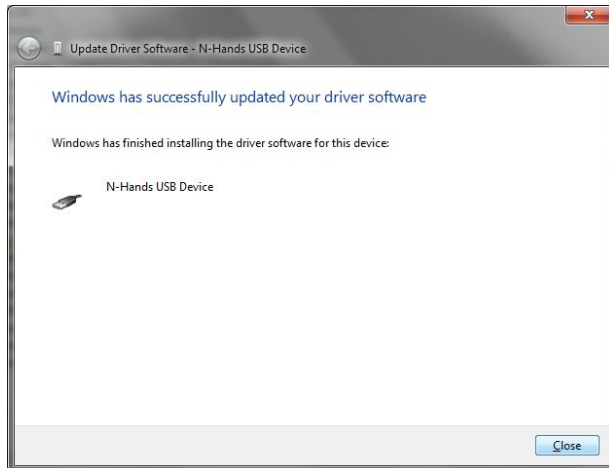 Update Driver Software - N-Hands USB Device
Windows has successfully updated your driver software
Windows has finished installing the driver software for this device:
N-Hands USB Device
Close